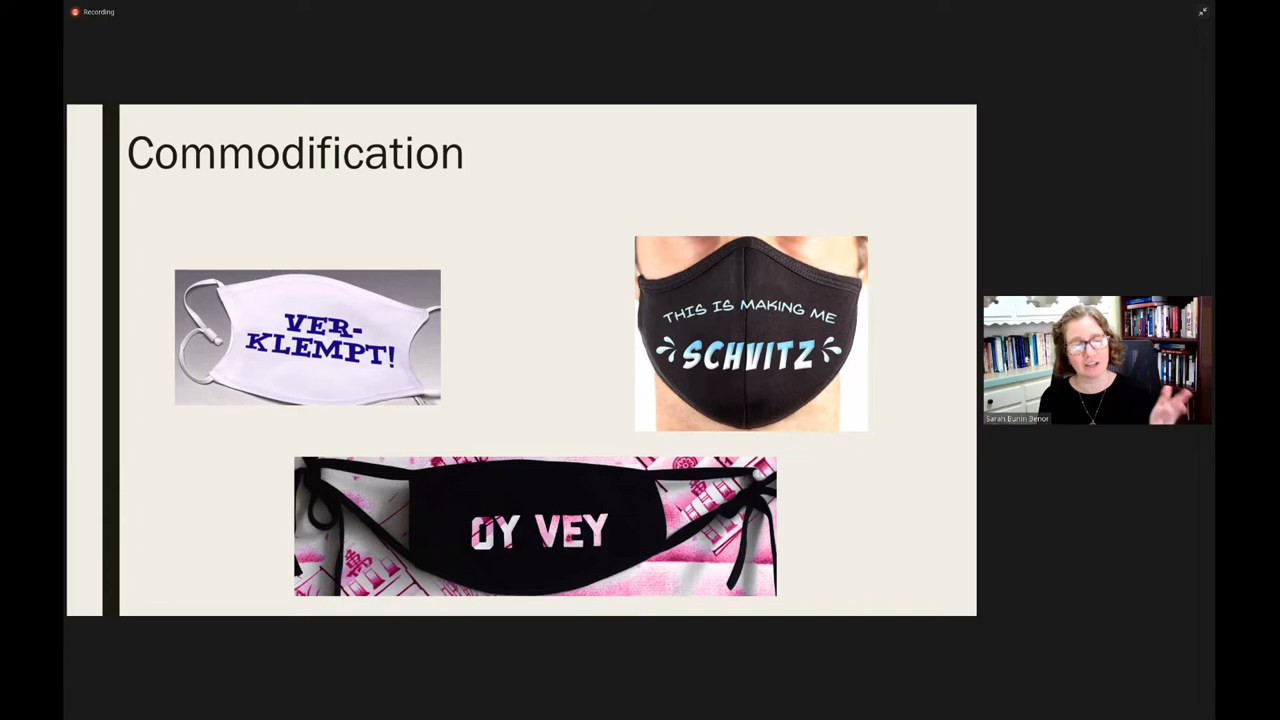 Recording
Commodification
VER-
KLEMPT!
THIS IS MAKING ME
SCHVITZ
OY VEY
Sarah Bunin Benor